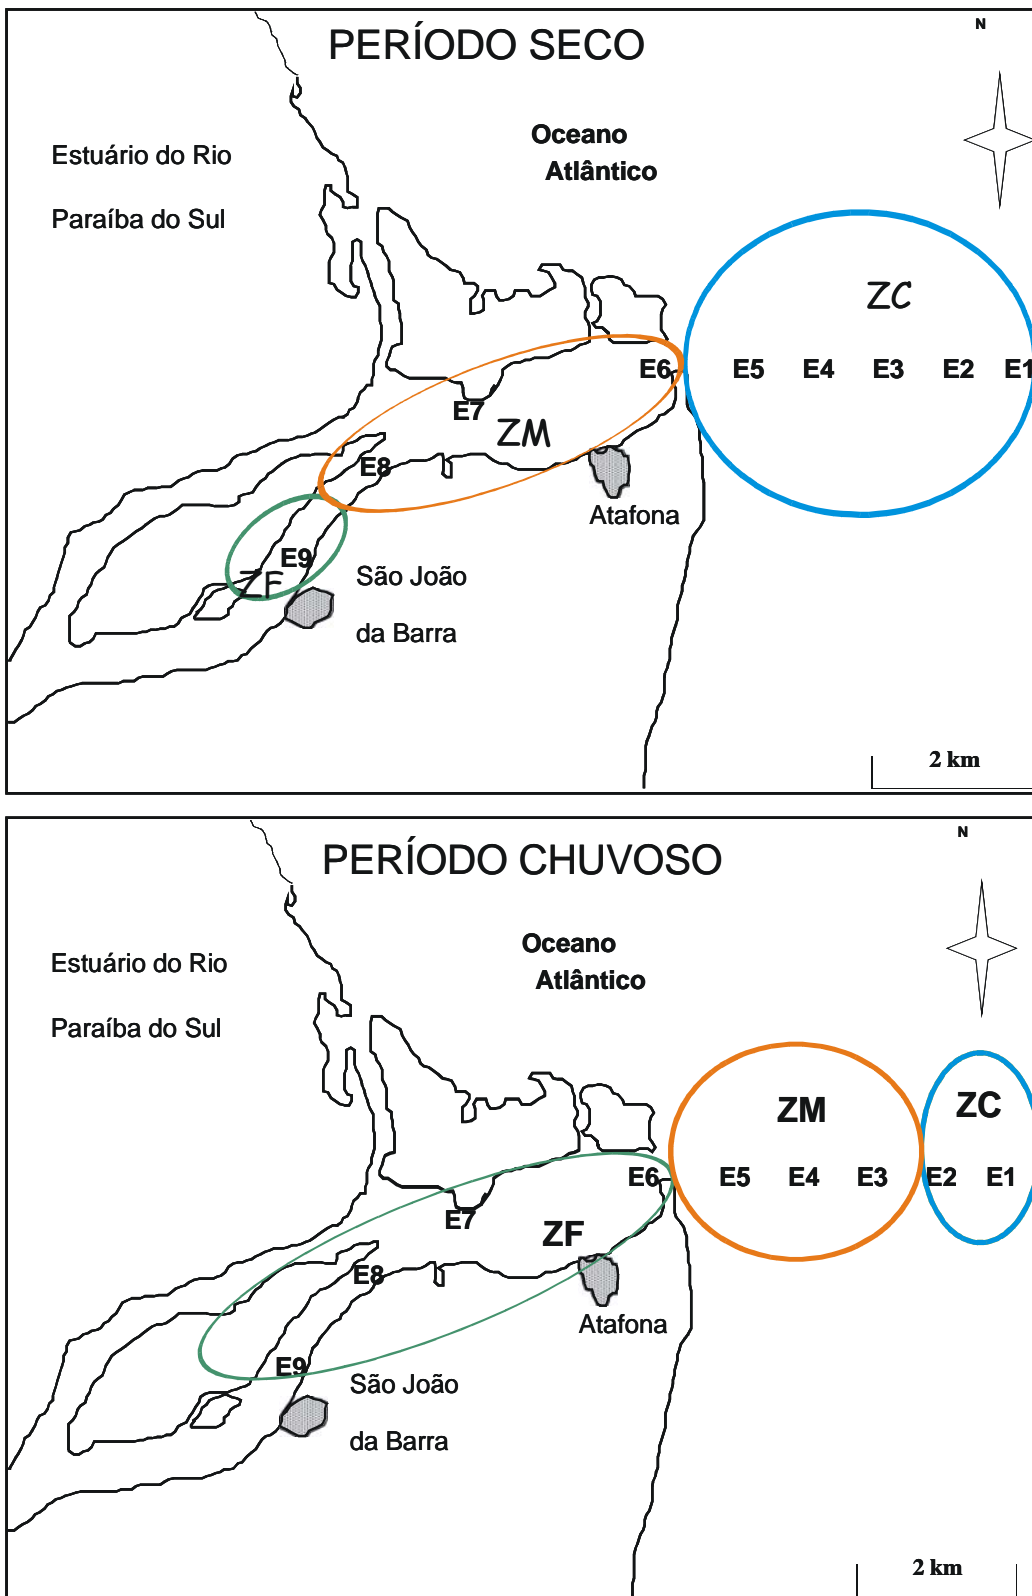 PERÍODO SECO
N
Estuário do Rio
Paraíba do Sul
Oceano
Atlântico
ZC
E6 E5 E4 E3 E2 E1
E7
ZM
E8
Atafona
E9
ZF
São João
da Barra
2 km
PERÍODO CHUVOSO
N
Estuário do Rio
Paraíba do Sul
Oceano
Atlântico
ZM
ZC
E6 E5 E4 E3 E2 E1
E7
ZF
E8
Atafona
E9
São João
da Barra
2 km